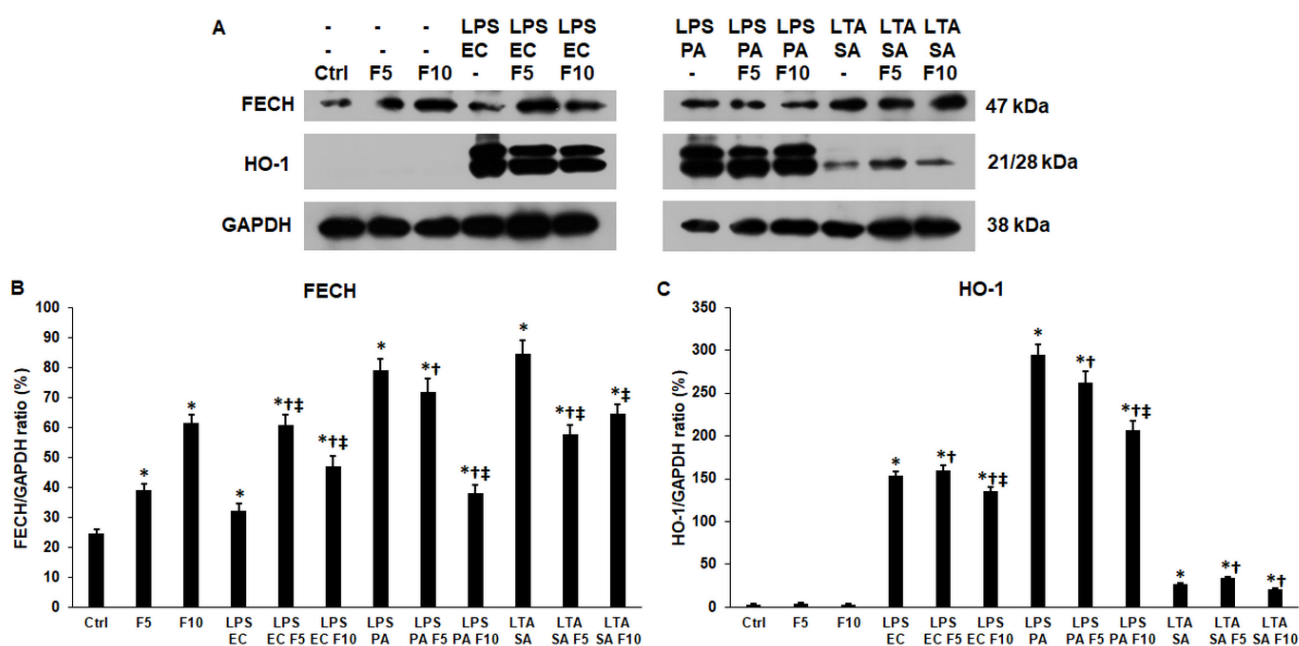 A
- - - LPS LPS LPS LPS LPS LPS LTA LTA LTA
- - - EC EC EC PA PA PA SA SA SA
Ctrl F5 F10 - F5 F10 - F5 F10 - F5 F10
FECH 47 kDa
HO-1 21/28 kDa
GAPDH 38 kDa
B FECH
FECH/GAPDH ratio (%)
100
90
80
70
60
50
40
30
20
10
0
* * * *†‡ *†‡ * *† *†‡ * *†‡ *‡
Ctrl F5 F10 LPS LPS LPS LPS LPS LPS LTA LTA LTA
EC EC F5 EC F10 PA PA F5 PA F10 SA SA F5 SA F10
C HO-1
HO-1/GAPDH ratio (%)
350
300
250
200
150
100
50
0
* *† *†‡ * *† *†‡ * *† *†
Ctrl F5 F10 LPS LPS LPS LPS LPS LPS LTA LTA LTA
EC EC F5 EC F10 PA PA F5 PA F10 SA SA F5 SA F10